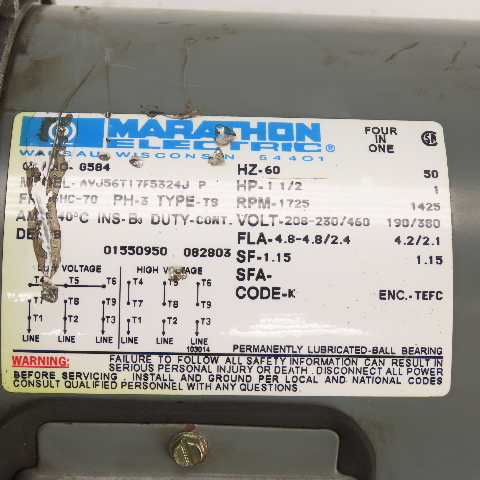 MARATHON
ELECTRIC®
WAUSAU WISCONSIN 54401
FOUR IN ONE
NO. G584 HZ-60 50
MODEL-AVJ56T17F5324J P HP-1 1/2 1
HC-70 PH-3 TYPE-TS RPM-1725 1425
40°C INS-B DUTY-CONT. VOLT-208-230/460 190/380
FLA-4.8-4.8/2.4 4.2/2.1
01550950 082803 SF-1.15 1.15
SFA-
CODE-K ENC.-TEFC
LOW VOLTAGE HIGH VOLTAGE
T4 T5 T6 T4 T5 T6
T7 T8 T9 T7 T8 T9
T1 T2 T3 T1 T2 T3
LINE LINE LINE LINE LINE LINE
103014
PERMANENTLY LUBRICATED-BALL BEARING
WARNING: FAILURE TO FOLLOW ALL SAFETY INFORMATION CAN RESULT IN
SERIOUS PERSONAL INJURY OR DEATH. DISCONNECT ALL POWER
BEFORE SERVICING. INSTALL AND GROUND PER LOCAL AND NATIONAL CODES
CONSULT QUALIFIED PERSONNEL WITH ANY QUESTIONS.